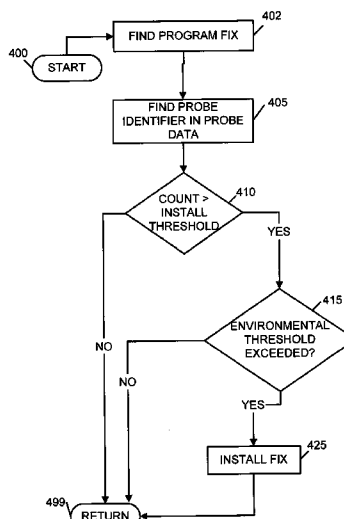 FIND PROGRAM FIX
402
400
START
FIND PROBE
IDENTIFIER IN PROBE
DATA
405
410
COUNT >
INSTALL
THRESHOLD
YES
415
ENVIRONMENTAL
THRESHOLD
EXCEEDED?
NO
NO
YES
425
INSTALL FIX
499
RETURN